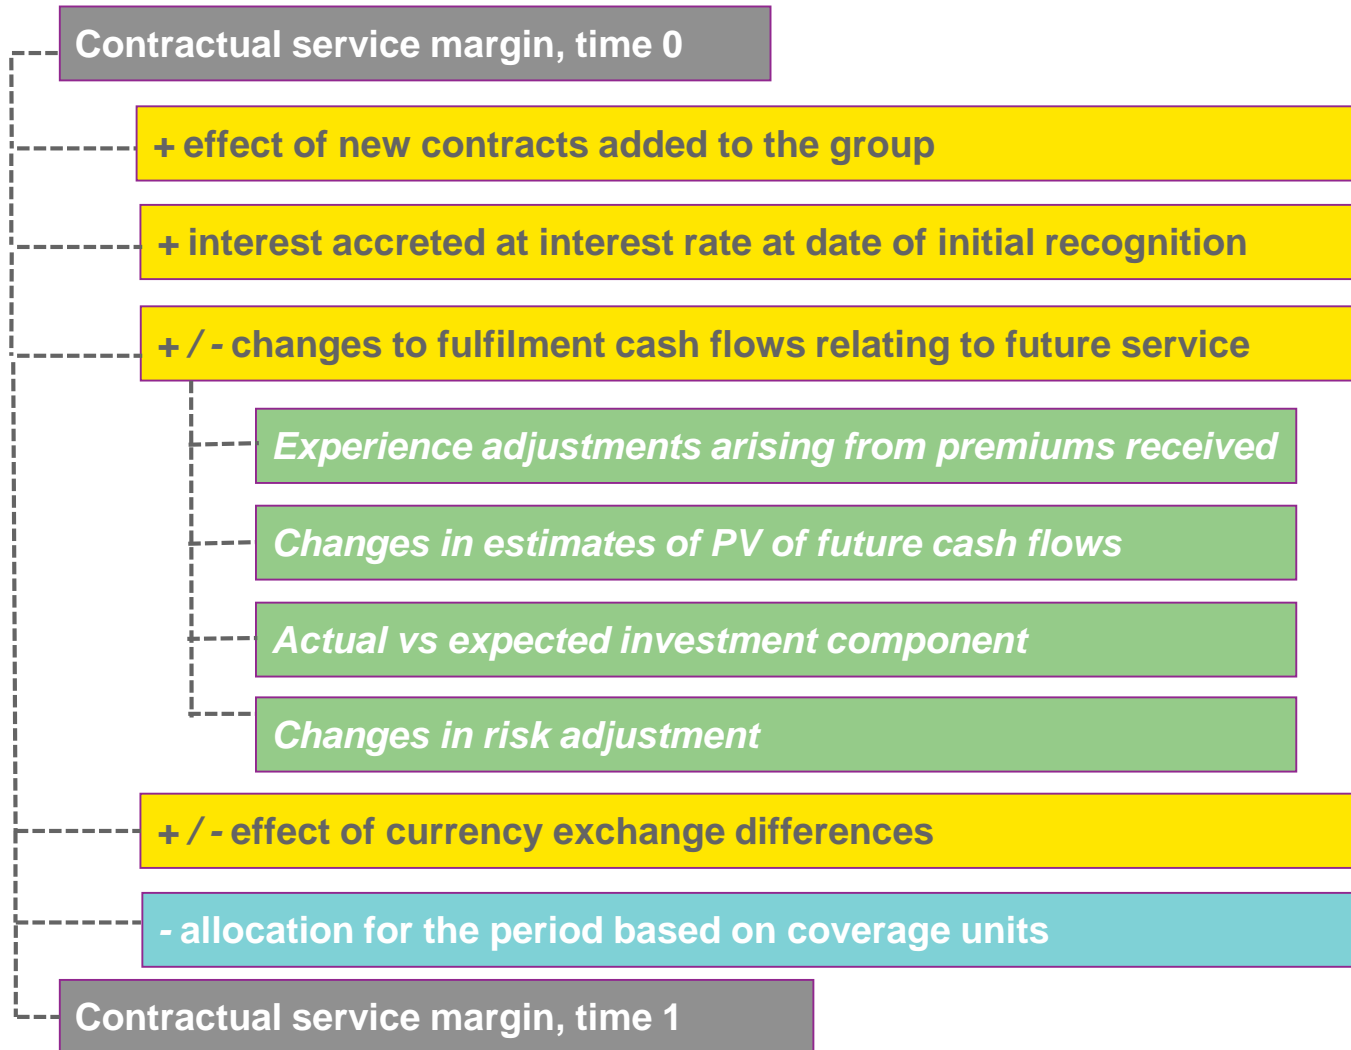 Contractual service margin, time 0
+ effect of new contracts added to the group
+ interest accreted at interest rate at date of initial recognition
+ / - changes to fulfilment cash flows relating to future service
Experience adjustments arising from premiums received
Changes in estimates of PV of future cash flows
Actual vs expected investment component
Changes in risk adjustment
+ / - effect of currency exchange differences
- allocation for the period based on coverage units
Contractual service margin, time 1